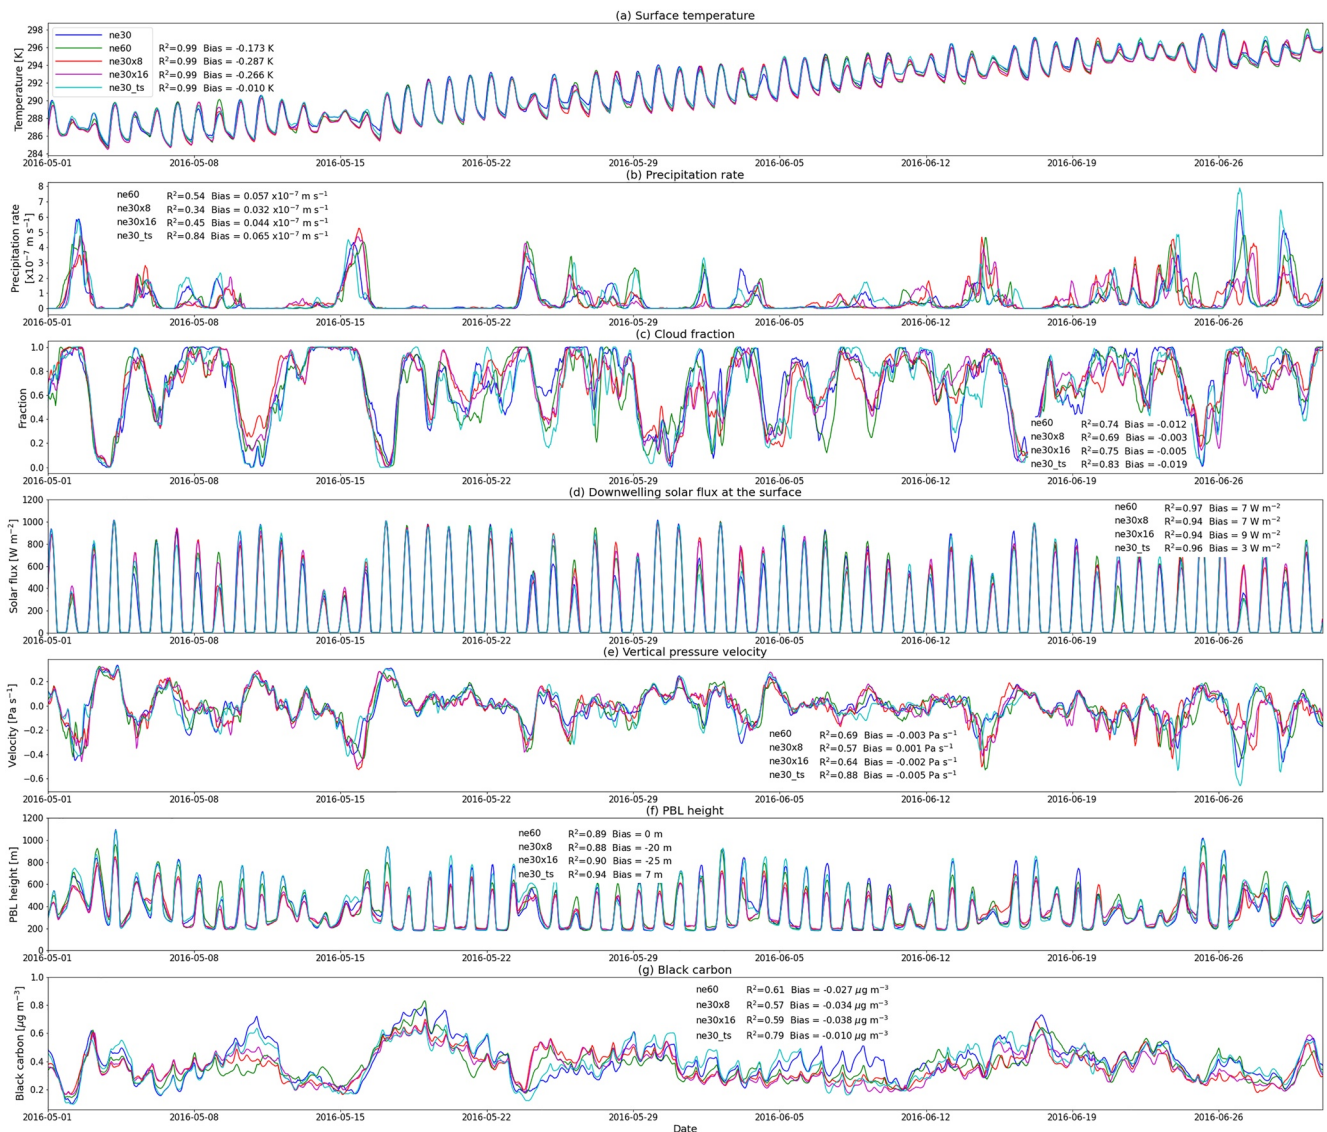 (a) Surface temperature
Temperature [K]
298
296
294
292
290
288
286
284
ne30
ne60 R²=0.99 Bias = -0.173 K
ne30x8 R²=0.99 Bias = -0.287 K
ne30x16 R²=0.99 Bias = -0.266 K
ne30_ts R²=0.99 Bias = -0.010 K
2016-05-01 2016-05-08 2016-05-15 2016-05-22 2016-05-29 2016-06-05 2016-06-12 2016-06-19 2016-06-26
(b) Precipitation rate
Precipitation rate
[x10⁻⁷ m s⁻¹]
8
7
6
5
4
3
2
1
0
ne60 R²=0.54 Bias = 0.057 x10⁻⁷ m s⁻¹
ne30x8 R²=0.34 Bias = 0.032 x10⁻⁷ m s⁻¹
ne30x16 R²=0.45 Bias = 0.044 x10⁻⁷ m s⁻¹
ne30_ts R²=0.84 Bias = 0.065 x10⁻⁷ m s⁻¹
2016-05-01 2016-05-08 2016-05-15 2016-05-22 2016-05-29 2016-06-05 2016-06-12 2016-06-19 2016-06-26
(c) Cloud fraction
Fraction
1.0
0.8
0.6
0.4
0.2
0.0
ne60 R²=0.74 Bias = -0.012
ne30x8 R²=0.69 Bias = -0.003
ne30x16 R²=0.75 Bias = -0.005
ne30_ts R²=0.83 Bias = -0.019
2016-05-01 2016-05-08 2016-05-15 2016-05-22 2016-05-29 2016-06-05 2016-06-12 2016-06-19 2016-06-26
(d) Downwelling solar flux at the surface
Solar flux [W m⁻²]
1200
1000
800
600
400
200
0
ne60 R²=0.97 Bias = 7 W m⁻²
ne30x8 R²=0.94 Bias = 7 W m⁻²
ne30x16 R²=0.94 Bias = 9 W m⁻²
ne30_ts R²=0.96 Bias = 3 W m⁻²
2016-05-01 2016-05-08 2016-05-15 2016-05-22 2016-05-29 2016-06-05 2016-06-12 2016-06-19 2016-06-26
(e) Vertical pressure velocity
Velocity [Pa s⁻¹]
0.2
0.0
−0.2
−0.4
−0.6
ne60 R²=0.69 Bias = -0.003 Pa s⁻¹
ne30x8 R²=0.57 Bias = 0.001 Pa s⁻¹
ne30x16 R²=0.64 Bias = -0.002 Pa s⁻¹
ne30_ts R²=0.88 Bias = -0.005 Pa s⁻¹
2016-05-01 2016-05-08 2016-05-15 2016-05-22 2016-05-29 2016-06-05 2016-06-12 2016-06-19 2016-06-26
(f) PBL height
PBL height [m]
1200
1000
800
600
400
200
0
ne60 R²=0.89 Bias = 0 m
ne30x8 R²=0.88 Bias = -20 m
ne30x16 R²=0.90 Bias = -25 m
ne30_ts R²=0.94 Bias = 7 m
2016-05-01 2016-05-08 2016-05-15 2016-05-22 2016-05-29 2016-06-05 2016-06-12 2016-06-19 2016-06-26
(g) Black carbon
Black carbon [μg m⁻³]
1.0
0.8
0.6
0.4
0.2
ne60 R²=0.61 Bias = -0.027 μg m⁻³
ne30x8 R²=0.57 Bias = -0.034 μg m⁻³
ne30x16 R²=0.59 Bias = -0.038 μg m⁻³
ne30_ts R²=0.79 Bias = -0.010 μg m⁻³
2016-05-01 2016-05-08 2016-05-15 2016-05-22 2016-05-29 2016-06-05 2016-06-12 2016-06-19 2016-06-26
Date